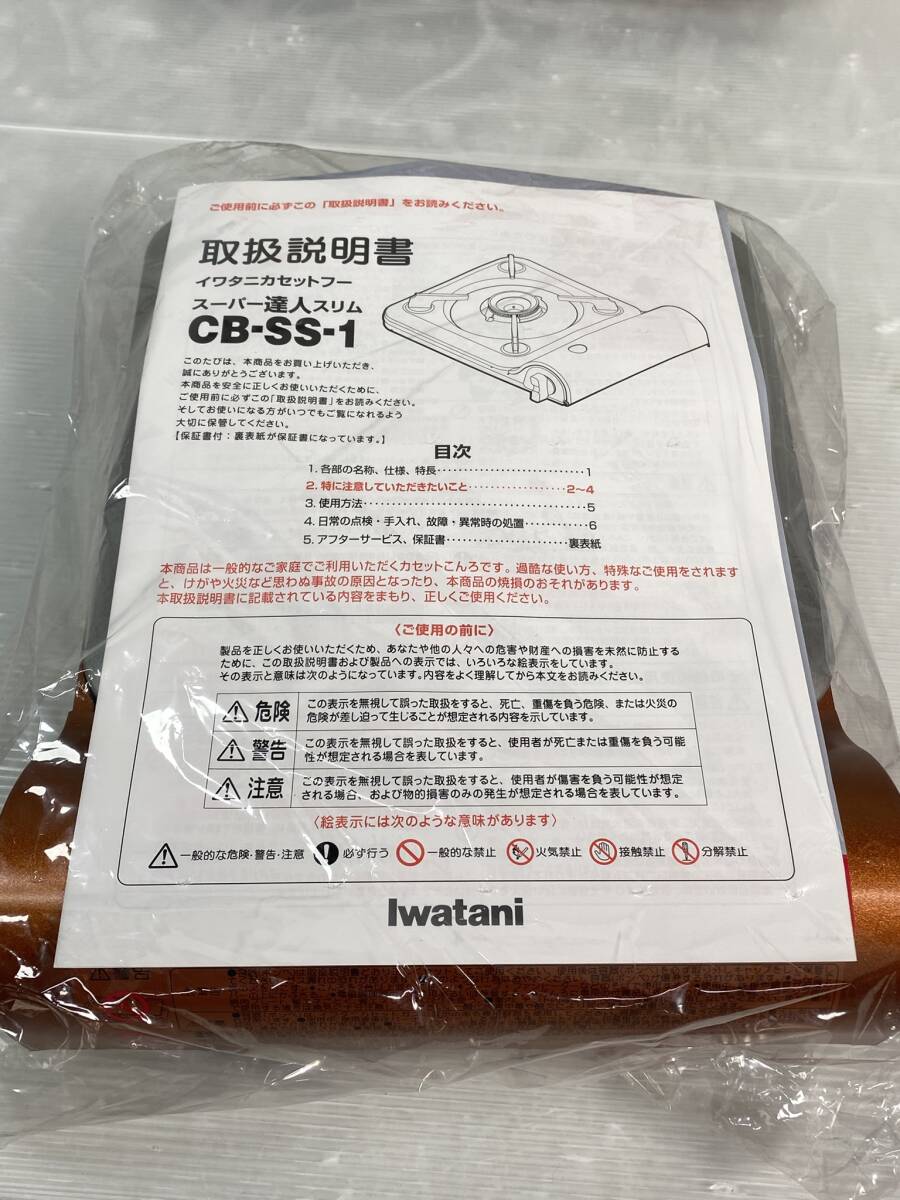 ご使用前に必ずこの「取扱説明書」をお読みください。
取扱説明書
イワタニカセットフー
スーパー達人スリム
CB-SS-1
このたびは、本商品をお買い上げいただき、
誠にありがとうございます。
本商品を安全に正しくお使いいただくために、
ご使用前に必ずこの「取扱説明書」をお読みください。
そしてお使いになる方がいつでもご覧になれるよう
大切に保管してください。
【保証書付：裏表紙が保証書になっています。】
目次
1. 各部の名称、仕様、特長･････････････････････････1
2. 特に注意していただきたいこと･････････････････2〜4
3. 使用方法･･････････････････････････････････････5
4. 日常の点検・手入れ、故障・異常時の処置･･･････････6
5. アフターサービス、保証書････････････････････裏表紙
本商品は一般的なご家庭でご利用いただくカセットこんろです。過酷な使い方、特殊なご使用をされます
と、けがや火災など思わぬ事故の原因となったり、本商品の焼損のおそれがあります。
本取扱説明書に記載されている内容をまもり、正しくご使用ください。
〈ご使用の前に〉
製品を正しくお使いいただくため、あなたや他の人々への危害や財産への損害を未然に防止する
ために、この取扱説明書および製品への表示では、いろいろな絵表示をしています。
その表示と意味は次のようになっています。内容をよく理解してから本文をお読みください。
危険 この表示を無視して誤った取扱をすると、死亡、重傷を負う危険、または火災の
危険が差し迫って生じることが想定される内容を示しています。
警告 この表示を無視して誤った取扱をすると、使用者が死亡または重傷を負う可能
性が想定される場合を表しています。
注意 この表示を無視して誤った取扱をすると、使用者が傷害を負う可能性が想定
される場合、および物的損害のみの発生が想定される場合を表しています。
〈絵表示には次のような意味があります〉
一般的な危険・警告・注意 必ず行う 一般的な禁止 火気禁止 接触禁止 分解禁止
Iwatani